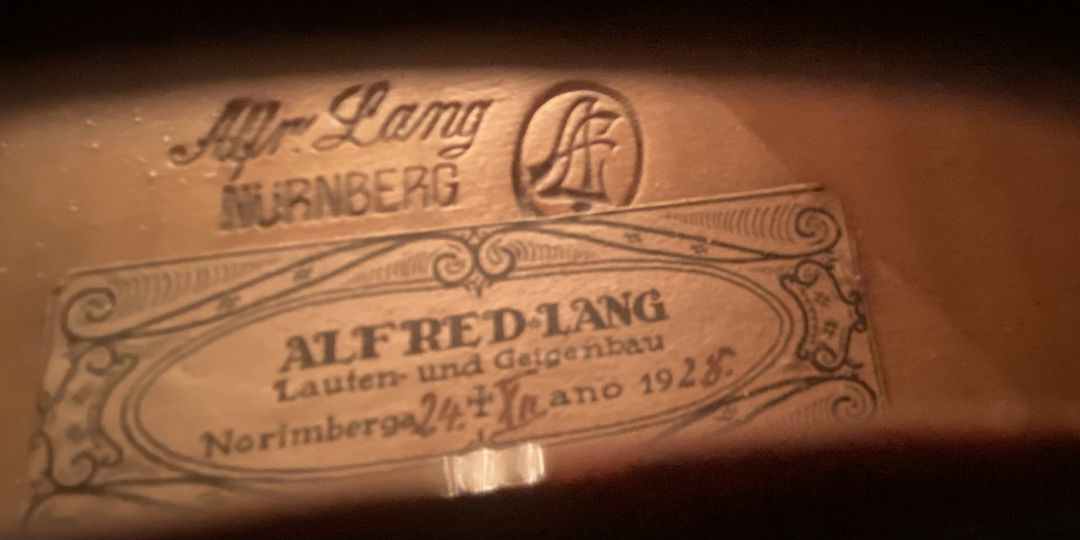 Alfr. Lang
NÜRNBERG
ALFRED·LANG
Lauten- und Geigenbau
Norimberga 24. ano 1928.